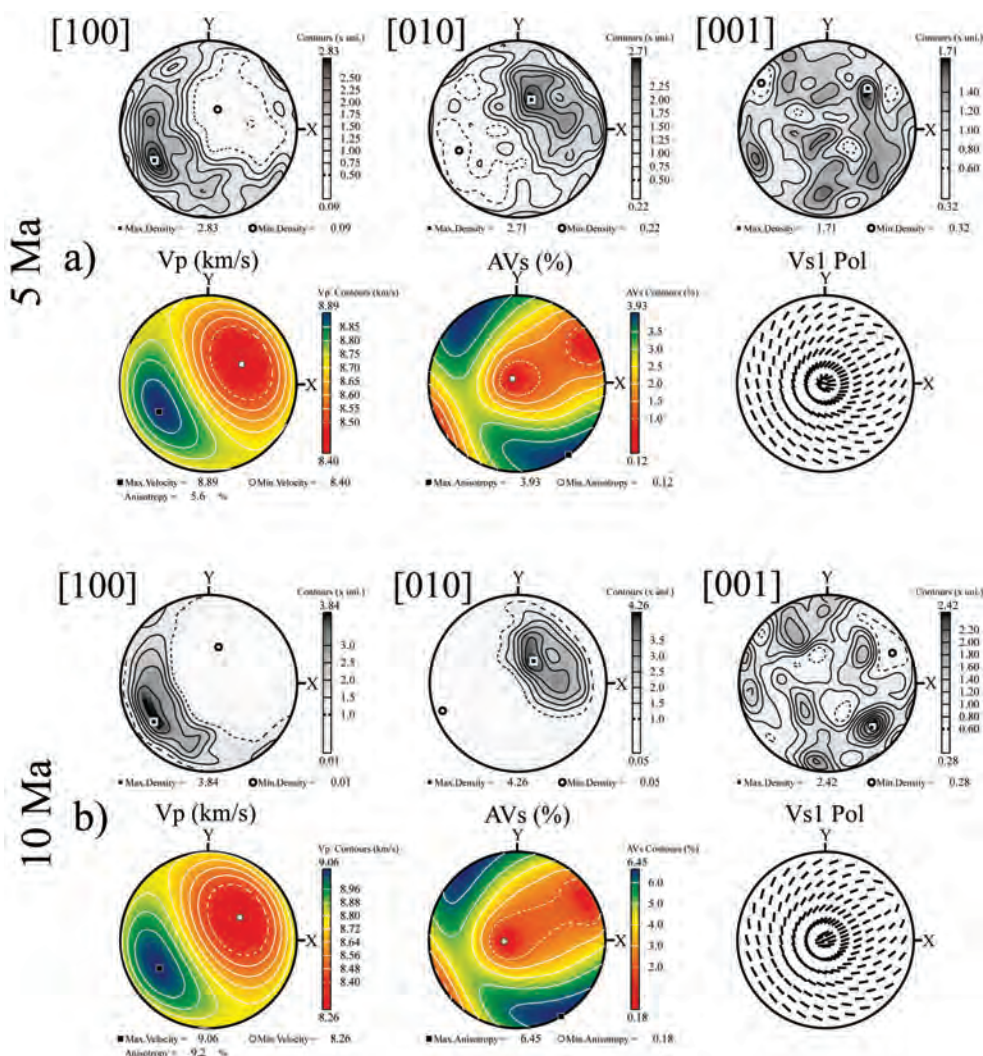 [100] Y Contours (x uni.) [010] Y Contours (x uni.) [001] Y Contours (x uni.)
2.83 2.71 1.71
2.50 2.50 1.40
2.00 2.00 1.20
1.75 1.75 1.00
1.50 1.50 0.80
1.25 1.25 0.60
1.00 1.00
0.75 0.75
0.50 0.50
X X X
0.09 0.22 0.32
Max.Density = 2.83 Min.Density = 0.09 Max.Density = 2.71 Min.Density = 0.22 Max.Density = 1.71 Min.Density = 0.32
5 Ma
a) Vp (km/s) AVs (%) Vs1 Pol
Y Vp Contours (km/s) Y AVs Contours (%) Y
8.89 3.93
8.85 3.5
8.80 3.0
8.75 2.5
8.70 2.0
8.65 1.5
8.60 1.0
8.55
8.50
X X
8.40 0.12
Max.Velocity = 8.89 Min.Velocity = 8.40 Max.Anisotropy = 3.93 Min.Anisotropy = 0.12
Anisotropy = 5.6 %
[100] Y Contours (x uni.) [010] Y Contours (x uni.) [001] Y Contours (x uni.)
3.84 4.26 2.42
3.0 3.5 2.20
2.5 3.0 2.00
2.0 2.5 1.80
1.5 2.0 1.60
1.0 1.5 1.40
1.0 1.20
1.00
0.80
0.60
X X X
0.01 0.05 0.28
Max.Density = 3.84 Min.Density = 0.01 Max.Density = 4.26 Min.Density = 0.05 Max.Density = 2.42 Min.Density = 0.28
10 Ma
b) Vp (km/s) AVs (%) Vs1 Pol
Y Vp Contours (km/s) Y AVs Contours (%) Y
9.06 6.45
8.96 6.0
8.88 5.0
8.80 4.0
8.72 3.0
8.64 2.0
8.56
8.48
8.40
X X
8.26 0.18
Max.Velocity = 9.06 Min.Velocity = 8.26 Max.Anisotropy = 6.45 Min.Anisotropy = 0.18
Anisotropy = 9.2 %